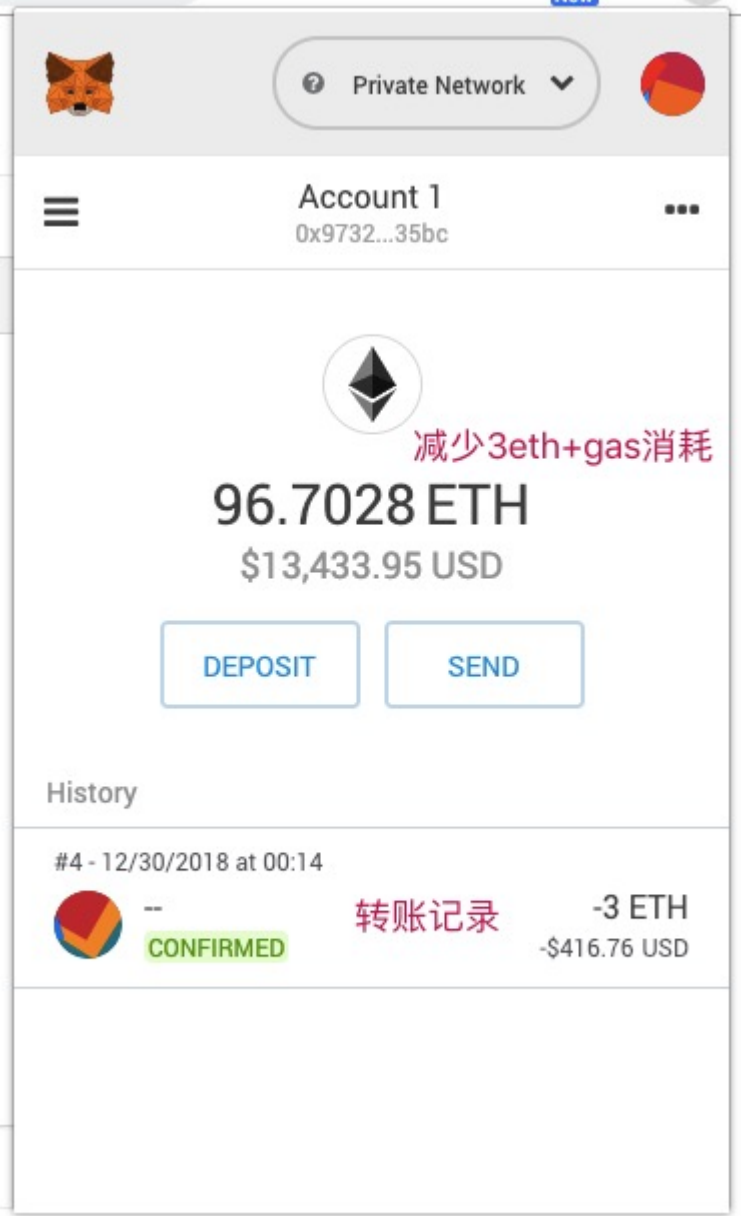 Private Network
Account 1
0x9732...35bc
减少3eth+gas消耗
96.7028 ETH
$13,433.95 USD
DEPOSIT
SEND
History
#4 - 12/30/2018 at 00:14
-- 转账记录 -3 ETH
CONFIRMED -$416.76 USD